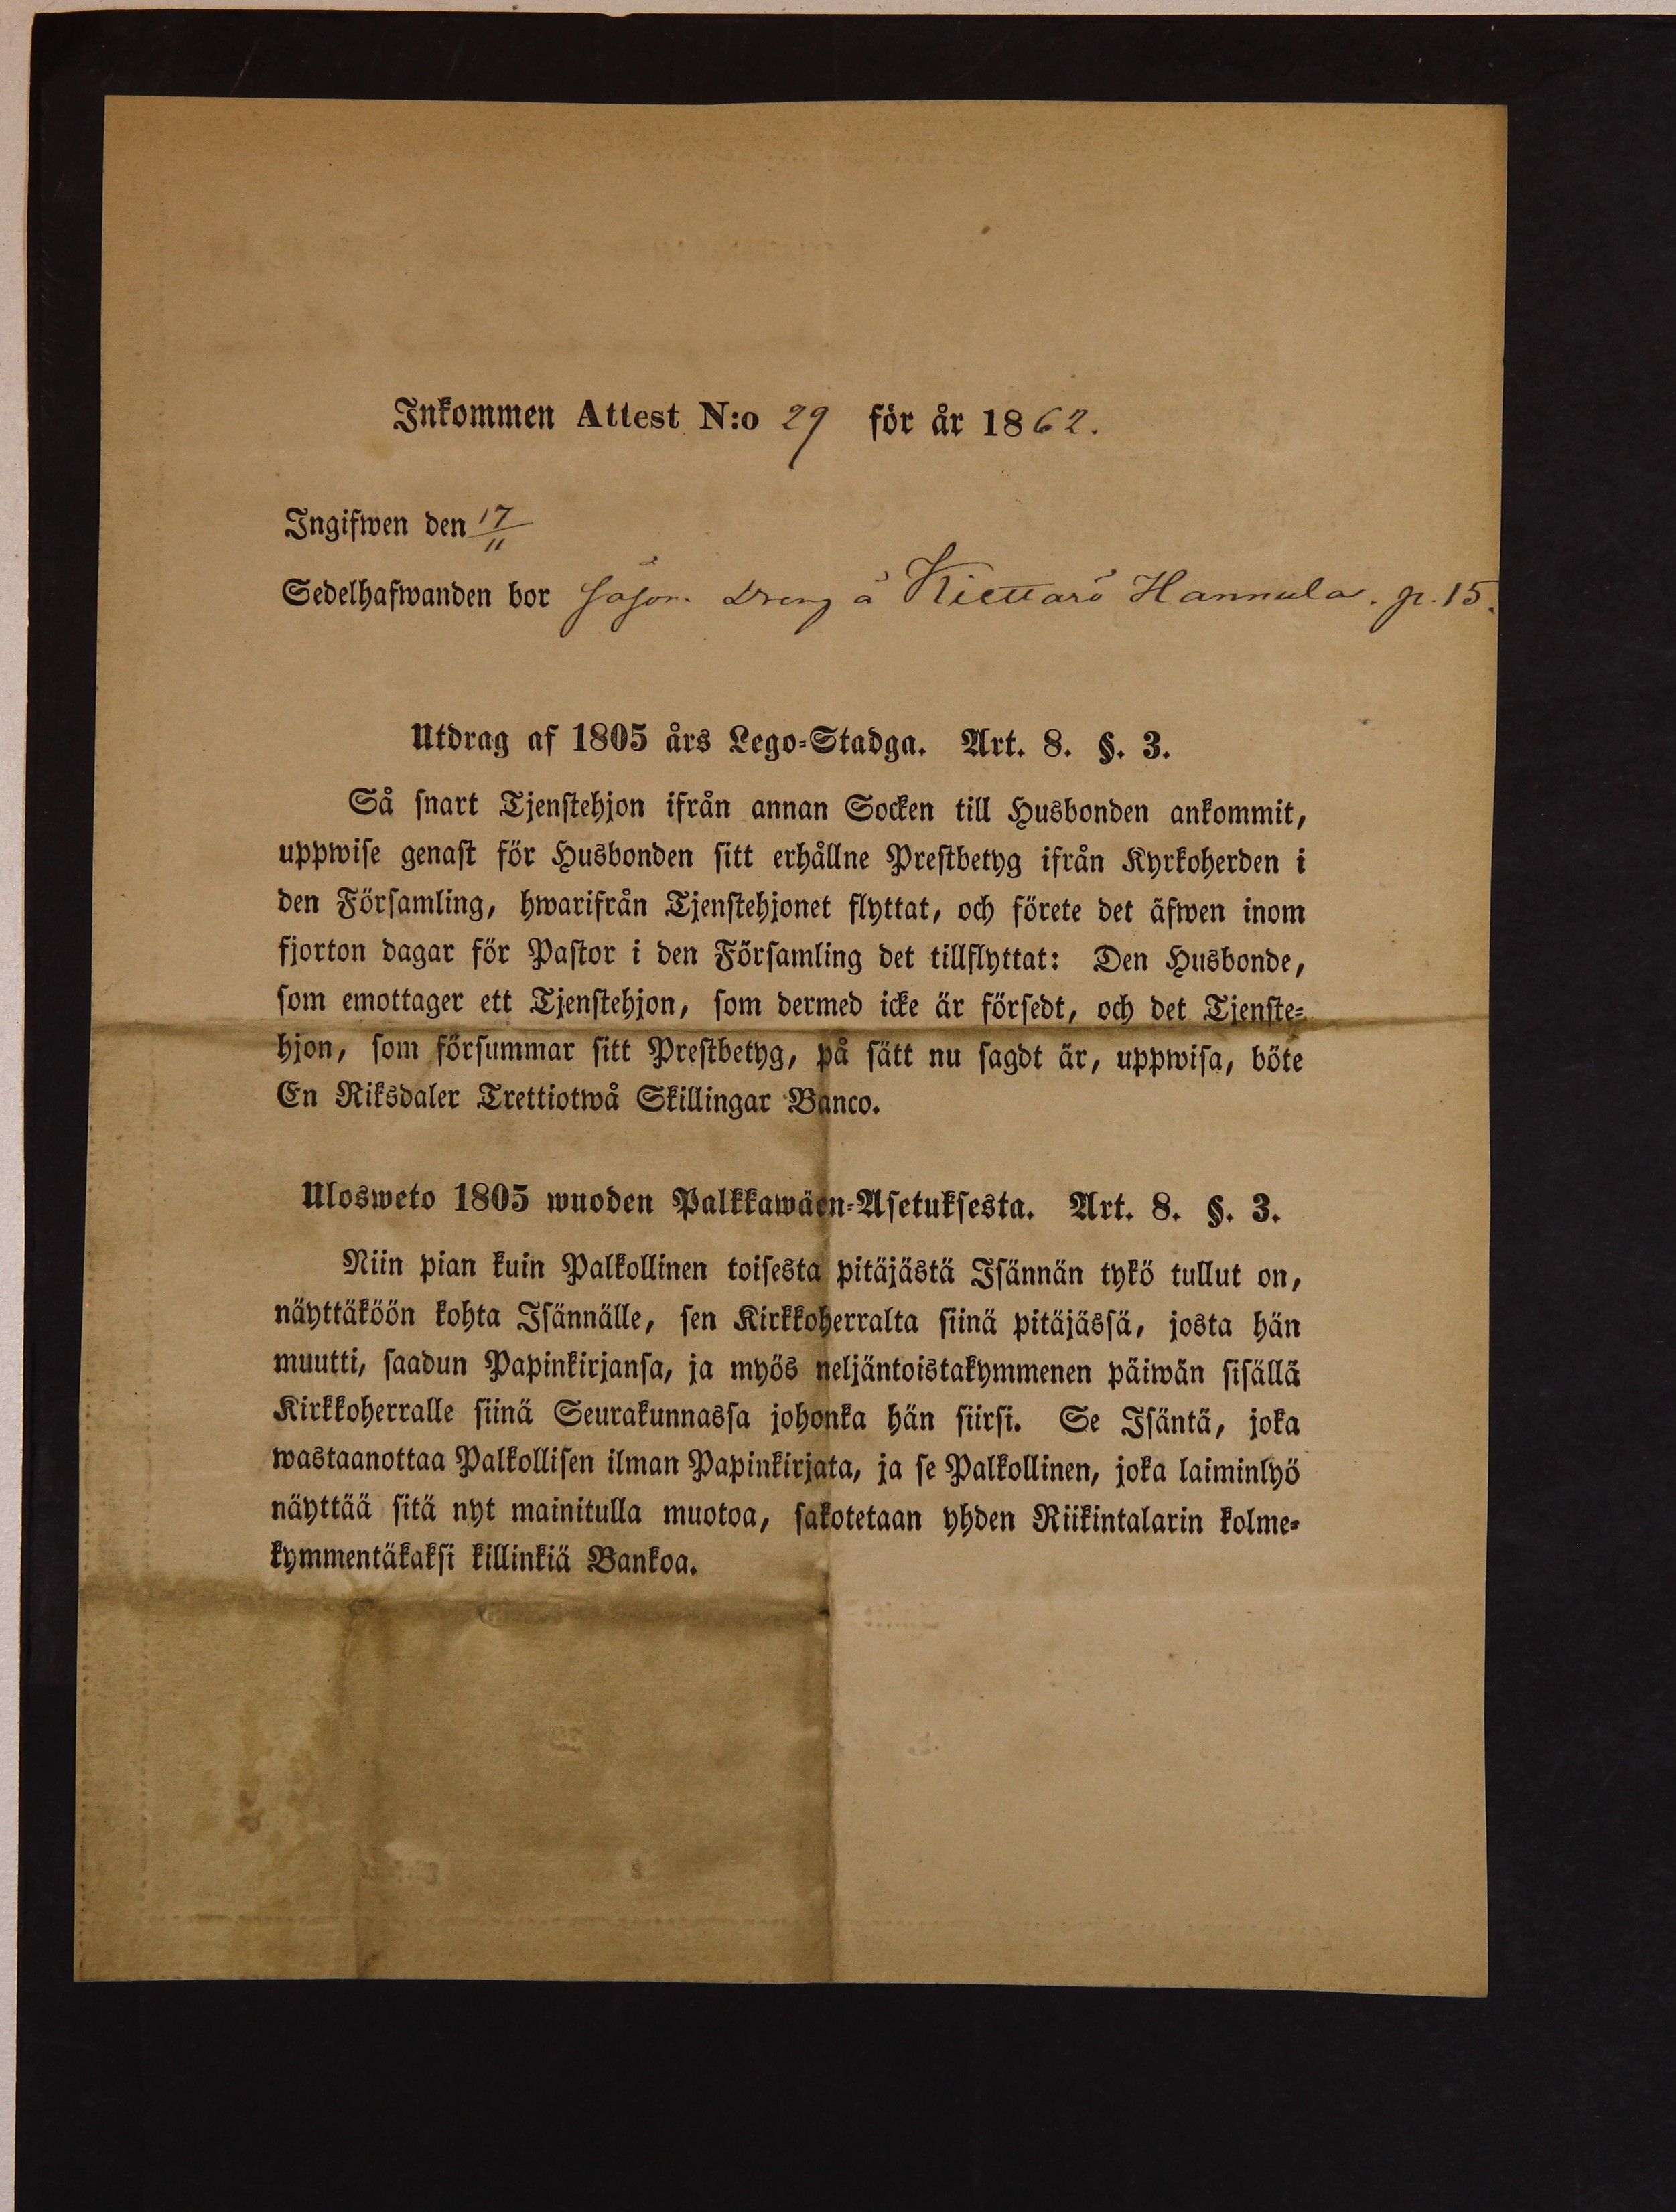 Inkommen Attest N:o 29 för år 1862.
Ingifwen den 17/11
Sedelhafwanden bor såsom Dreng å Kiettarö Hannula. p. 15.
Utdrag af 1805 års Lego-Stadga. Art. 8. §. 3.
Så snart Tjenstehjon ifrån annan Socken till Husbonden ankommit,
uppwise genast för Husbonden sitt erhållne Prestbetyg ifrån Kyrkoherden i
den Församling, hwarifrån Tjenstehjonet flyttat, och förete det äfwen inom
fjorton dagar för Pastor i den Församling det tillflyttat: Den Husbonde,
som emottager ett Tjenstehjon, som dermed icke är försedt, och det Tjenste-
hjon, som försummar sitt Prestbetyg, på sätt nu sagdt är, uppwisa, böte
En Riksdaler Trettiotwå Skillingar Banco.
Ulosweto 1805 wuoden Palkkawäen-Asetuksesta. Art. 8. §. 3.
Niin pian kuin Palkollinen toisesta pitäjästä Isännän tykö tullut on,
näyttäköön kohta Isännälle, sen Kirkkoherralta siinä pitäjässä, josta hän
muutti, saadun Papinkirjansa, ja myös neljäntoistakymmenen päiwän sisällä
Kirkkoherralle siinä Seurakunnassa johonka hän siirsi. Se Isäntä, joka
wastaanottaa Palkollisen ilman Papinkirjata, ja se Palkollinen, joka laiminlyö
näyttää sitä nyt mainitulla muotoa, sakotetaan yhden Riikintalarin kolme-
kymmentäkaksi killinkiä Bankoa.